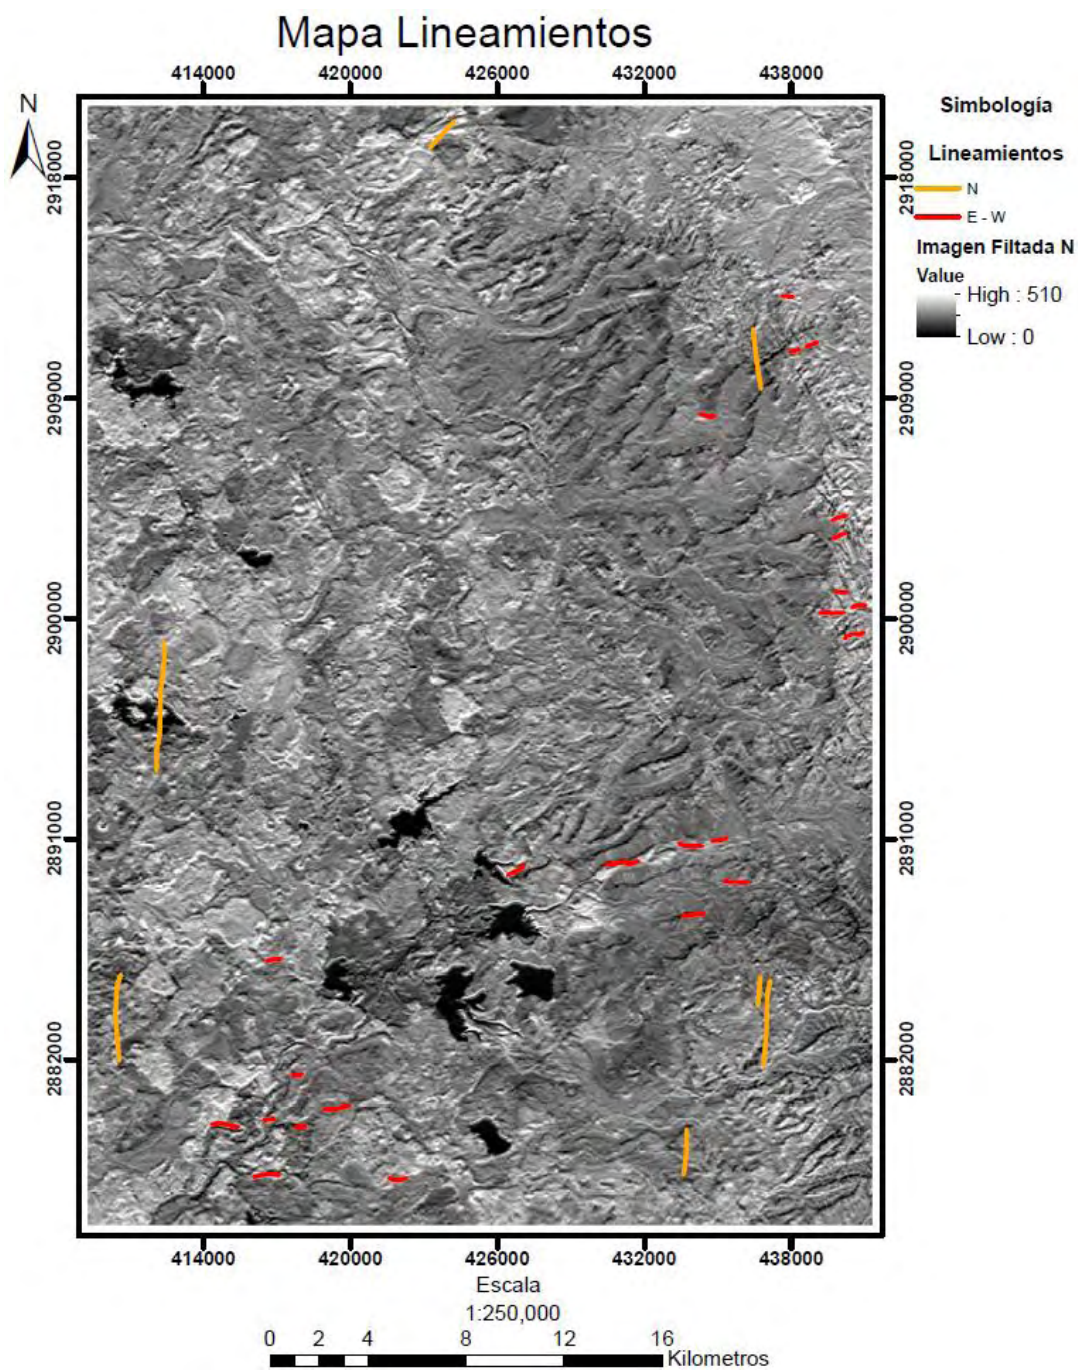 Mapa Lineamientos
414000 420000 426000 432000 438000
N
Simbología
Lineamientos
N
E - W
Imagen Filtada N
Value
High : 510
Low : 0
2918000 2918000
2909000 2909000
2900000 2900000
2891000 2891000
2882000 2882000
414000 420000 426000 432000 438000
Escala
1:250,000
0 2 4 8 12 16
Kilometros